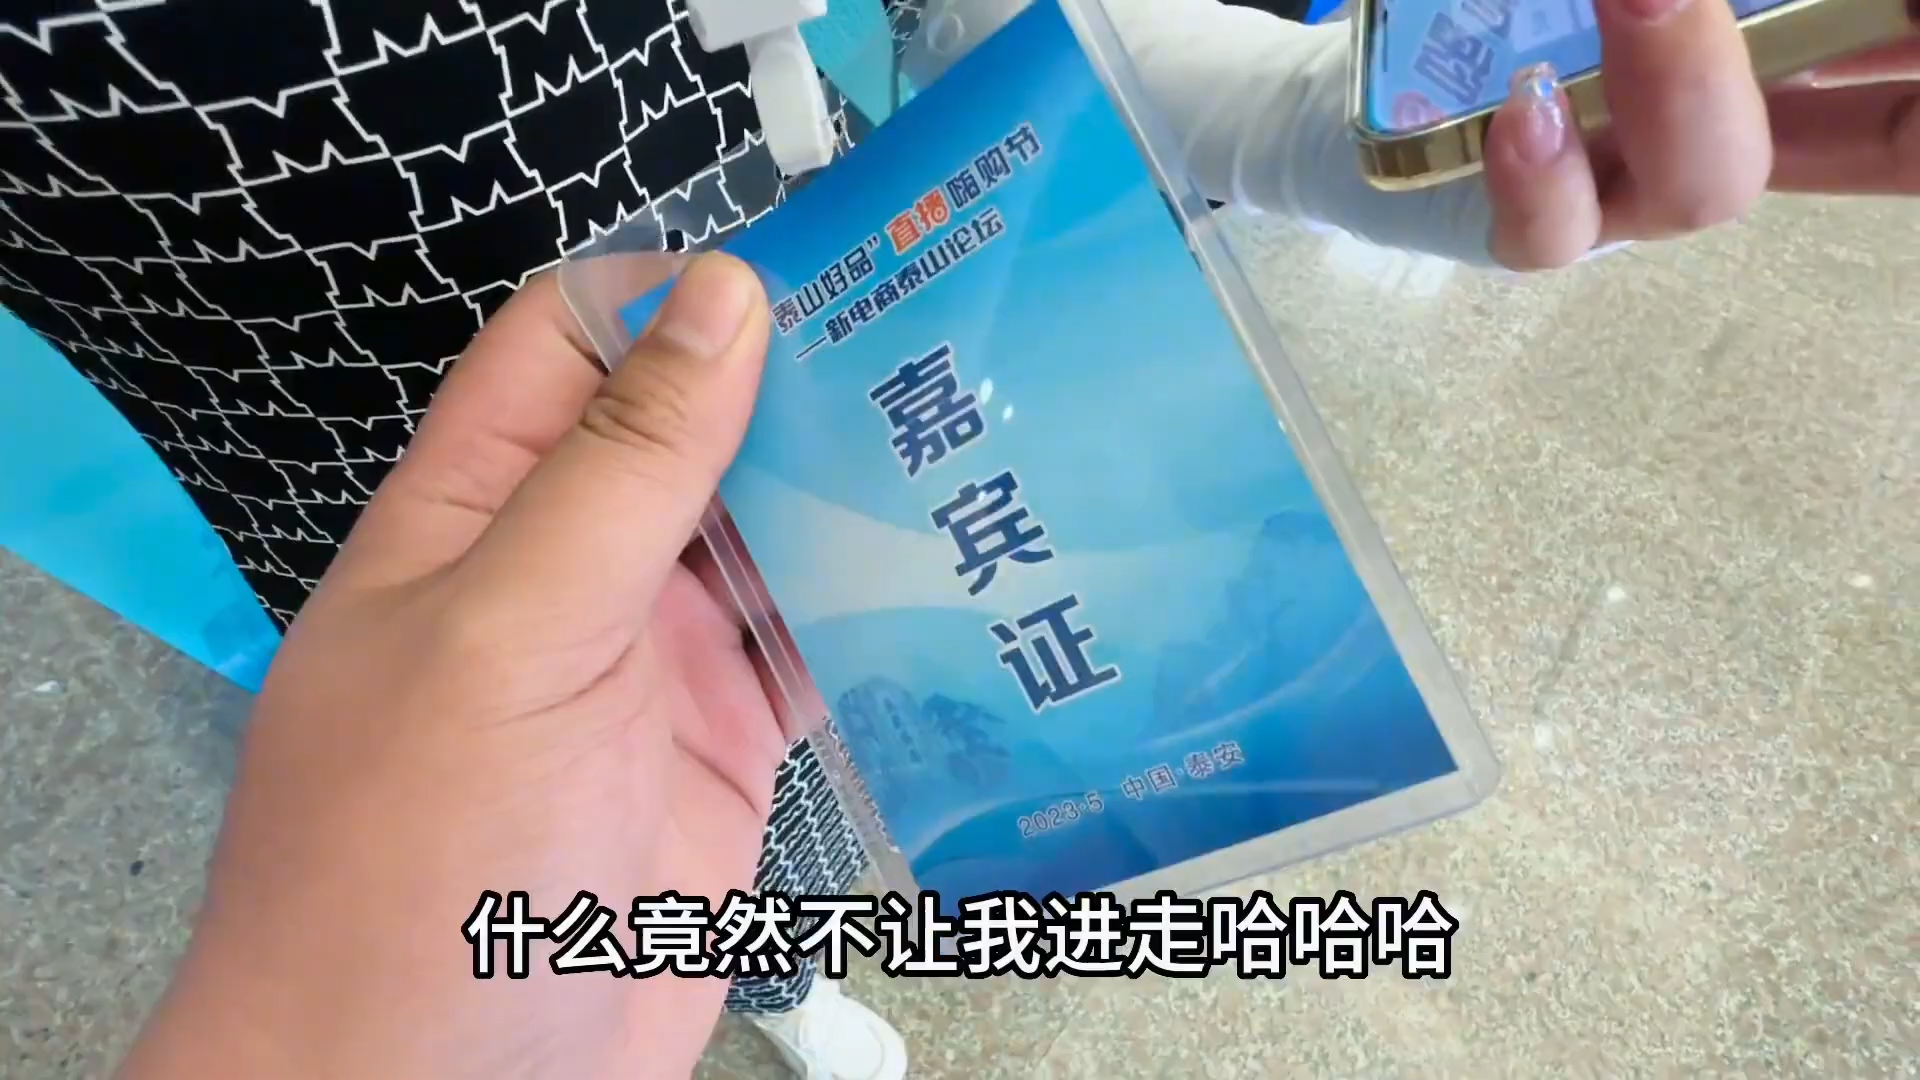 泰山好品”直播嗨购节
—新电商泰山论坛
嘉
宾
证
2023·5 中国·泰安
什么竟然不让我进走哈哈哈